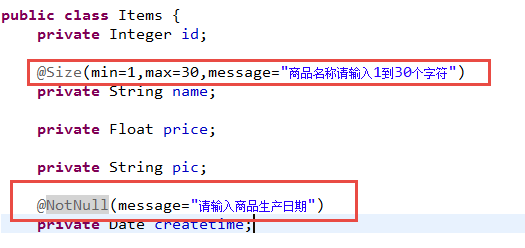 public class Items {
private Integer id;
@Size(min=1,max=30,message="商品名称请输入1到30个字符")
private String name;
private Float price;
private String pic;
@NotNull(message="请输入商品生产日期")
private Date createtime;